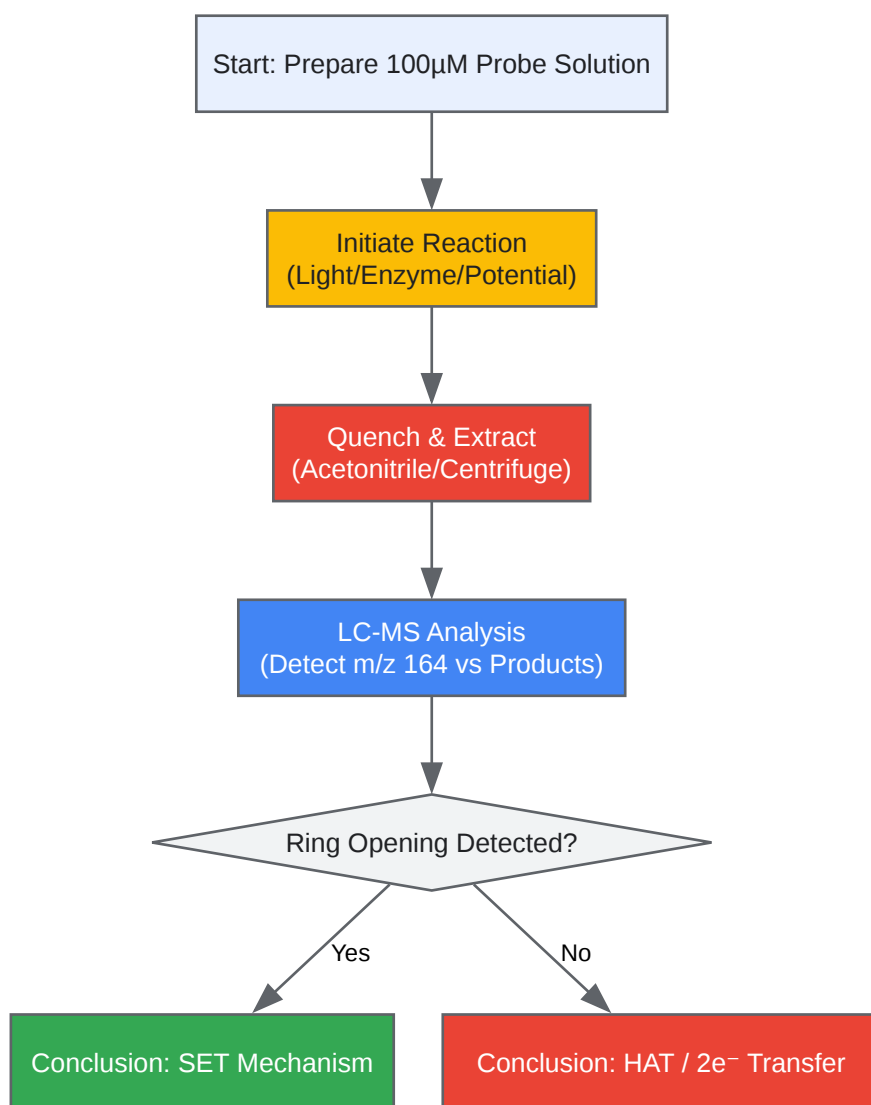 Start: Prepare 100µM Probe Solution
Initiate Reaction
(Light/Enzyme/Potential)
Quench & Extract
(Acetonitrile/Centrifuge)
LC-MS Analysis
(Detect m/z 164 vs Products)
Ring Opening Detected?
Yes
No
Conclusion: SET Mechanism
Conclusion: HAT / 2e⁻ Transfer